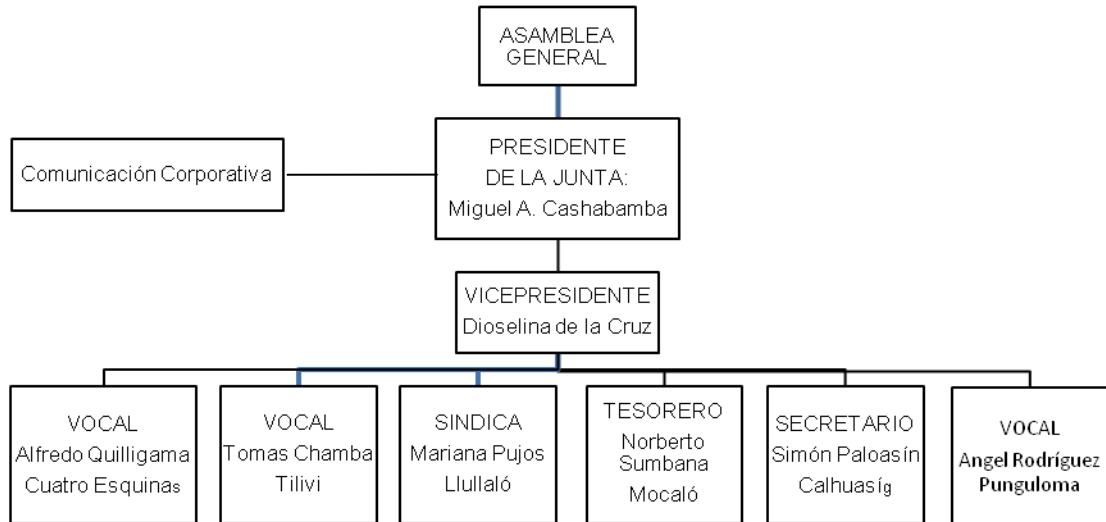 ASAMBLEA
GENERAL
PRESIDENTE
DE LA JUNTA:
Miguel A. Cashabamba
Comunicación Corporativa
VICEPRESIDENTE
Dioselina de la Cruz
VOCAL
Alfredo Quilligama
Cuatro Esquinas
VOCAL
Tomas Chamba
Tilivi
SINDICA
Mariana Pujos
Llullaló
TESORERO
Norberto
Sumbana
Mocaló
SECRETARIO
Simón Paloasín
Calhuasíg
VOCAL
Angel Rodríguez
Punguloma